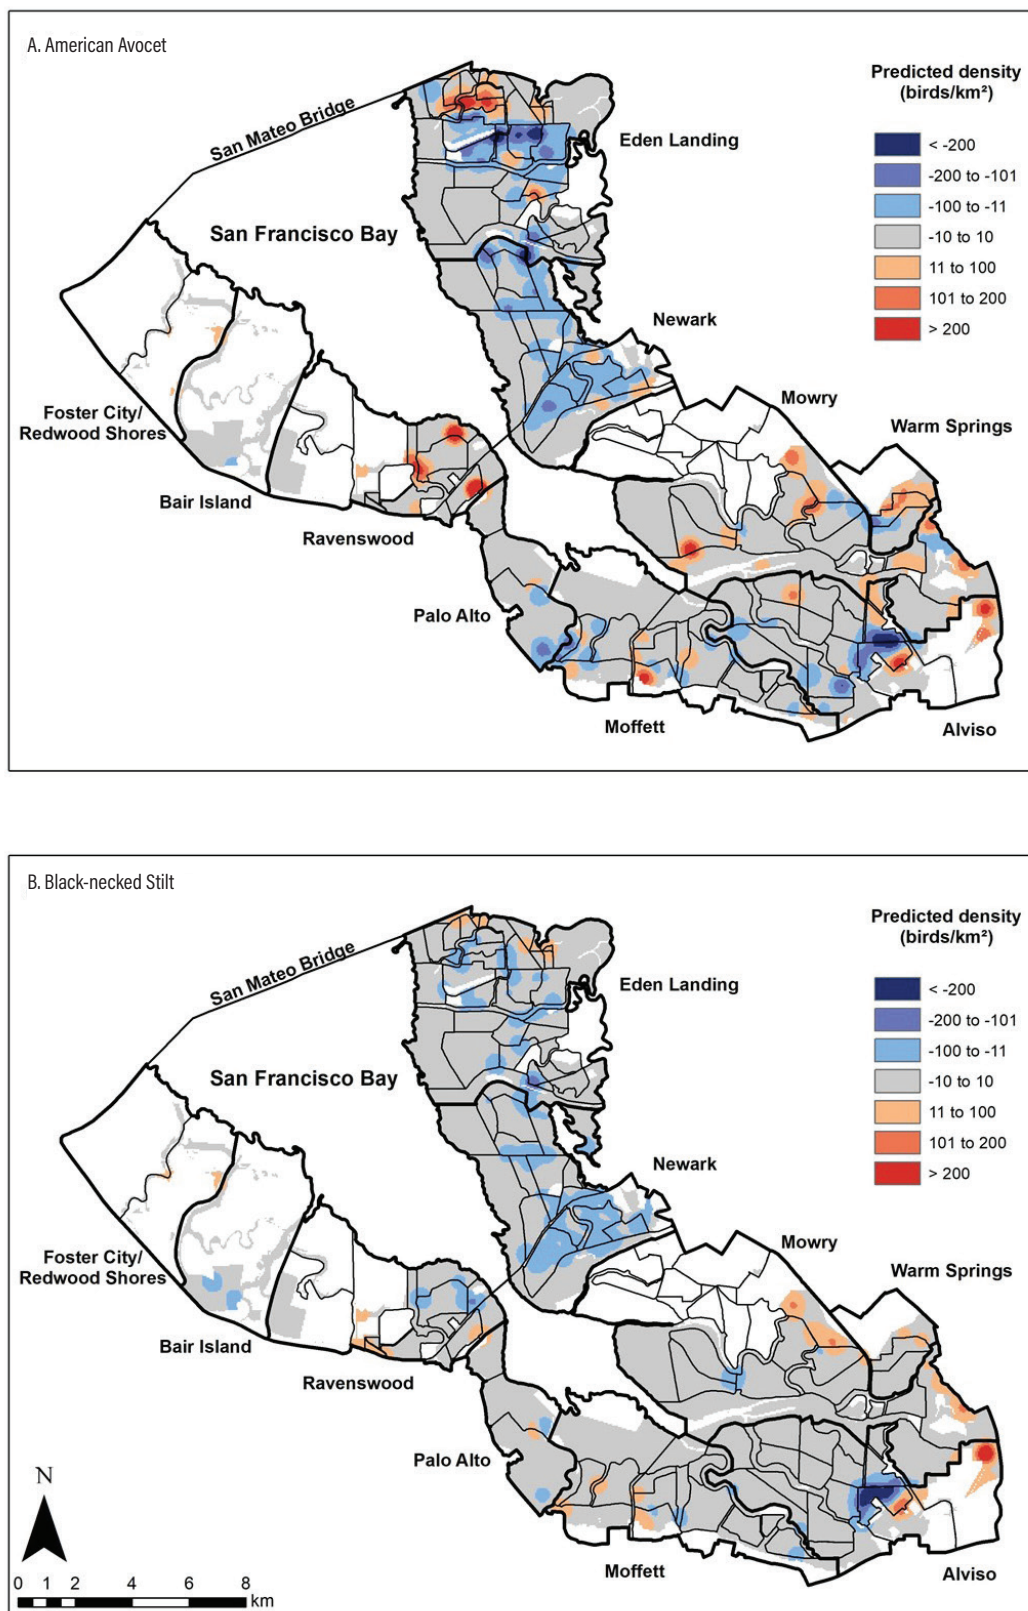 A. American Avocet
Predicted density
(birds/km²)
< -200
-200 to -101
-100 to -11
-10 to 10
11 to 100
101 to 200
> 200
San Mateo Bridge
Eden Landing
San Francisco Bay
Newark
Mowry
Warm Springs
Foster City/
Redwood Shores
Bair Island
Ravenswood
Palo Alto
Moffett
Alviso
B. Black-necked Stilt
Predicted density
(birds/km²)
< -200
-200 to -101
-100 to -11
-10 to 10
11 to 100
101 to 200
> 200
San Mateo Bridge
Eden Landing
San Francisco Bay
Newark
Mowry
Warm Springs
Foster City/
Redwood Shores
Bair Island
Ravenswood
Palo Alto
Moffett
Alviso
N
0 1 2 4 6 8
km